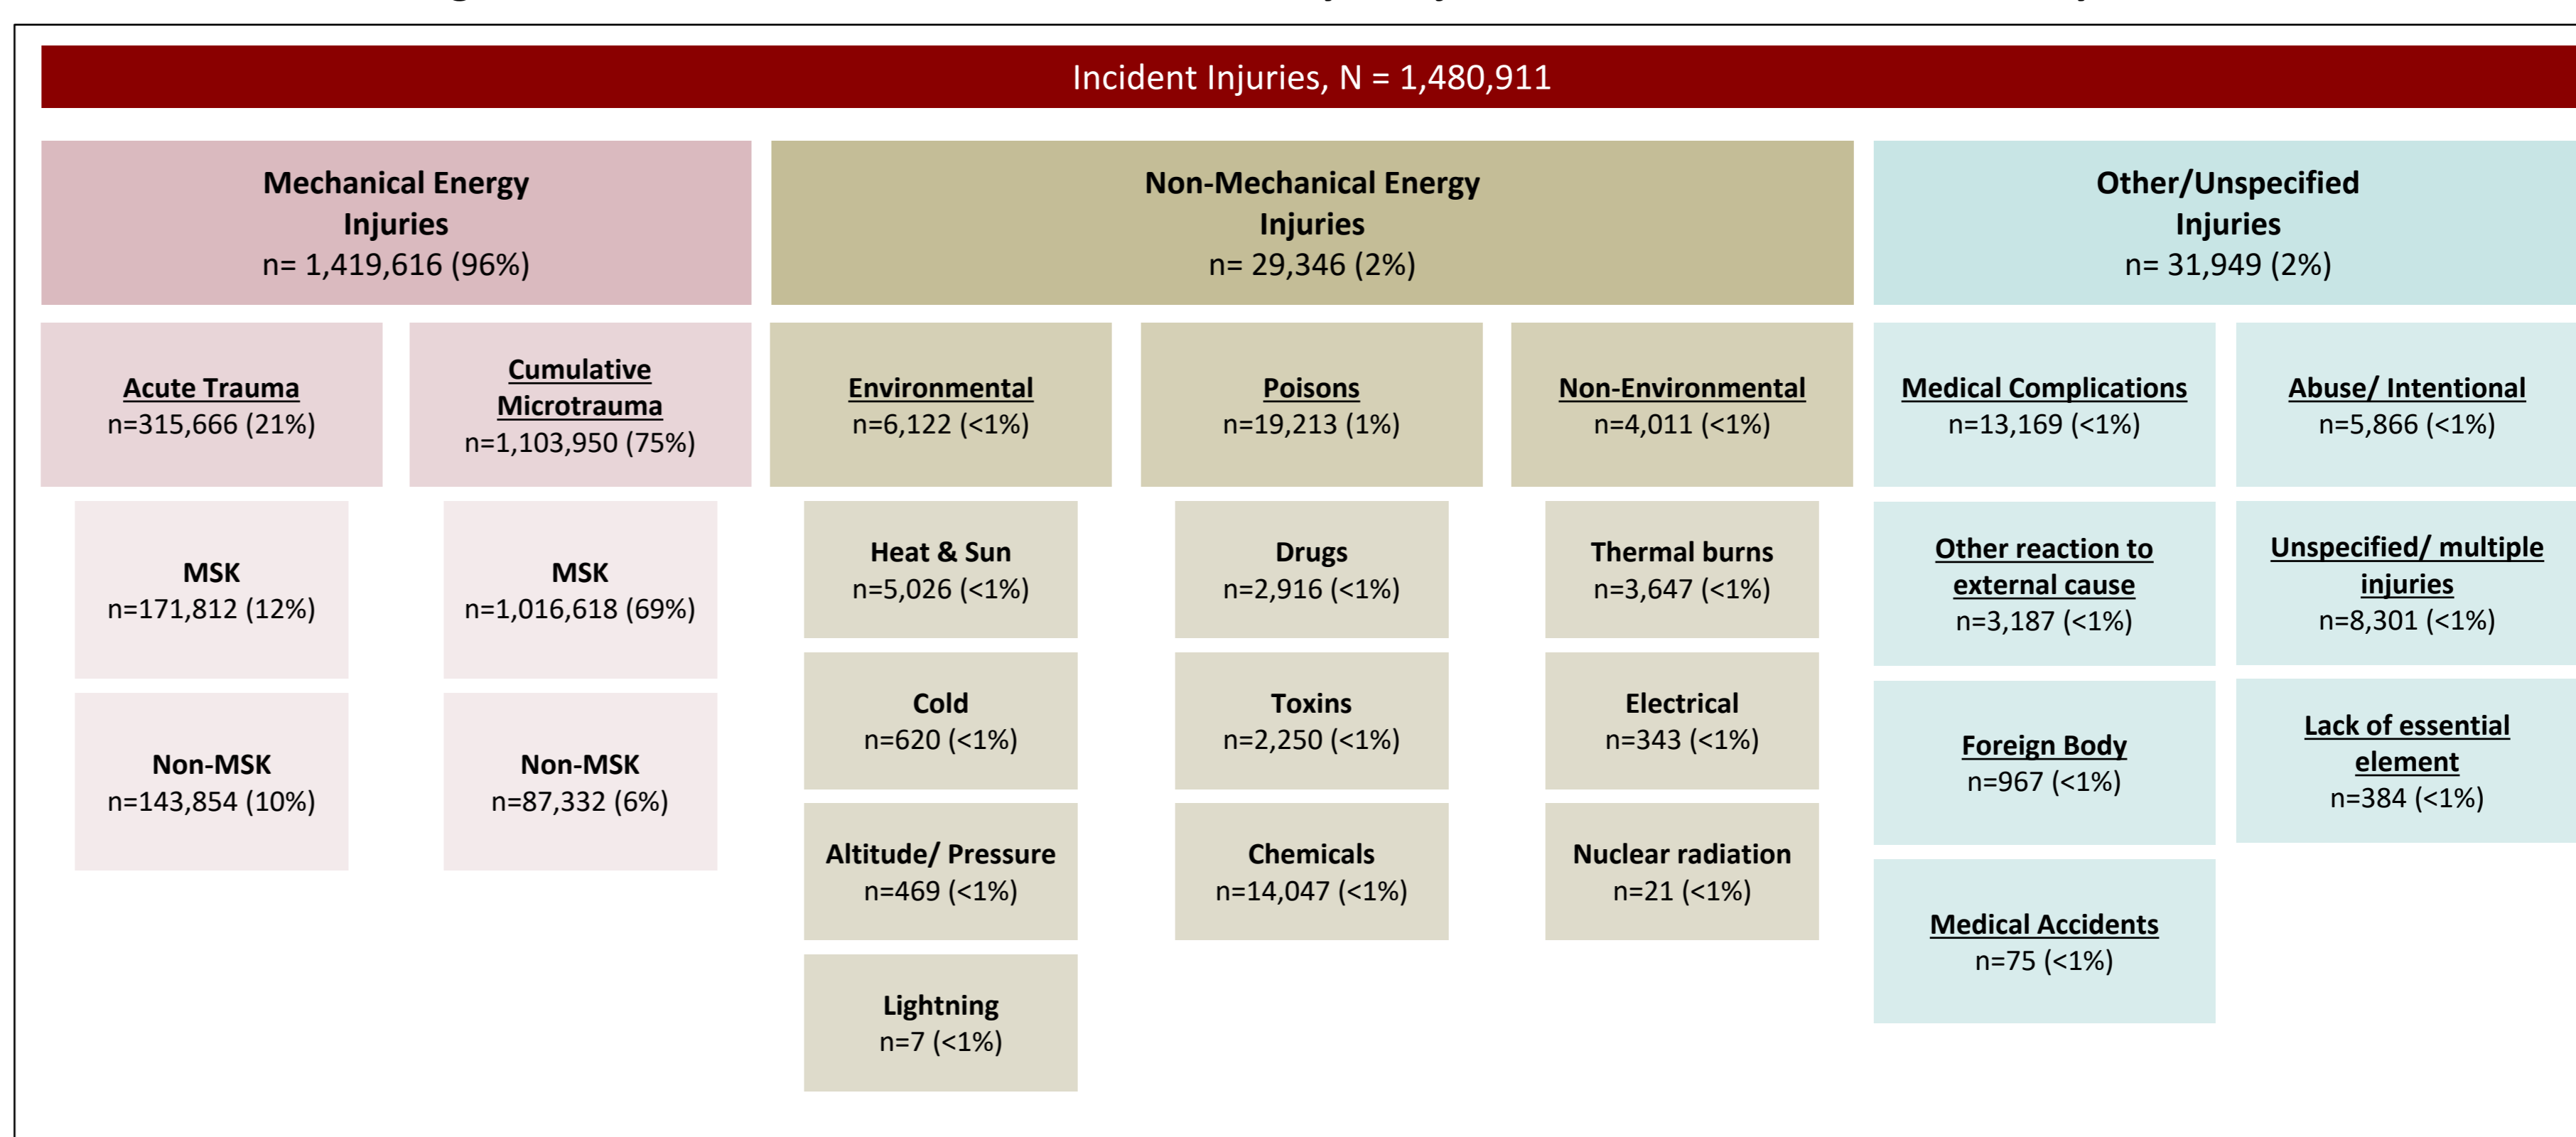 Incident Injuries, N = 1,480,911
Mechanical Energy
Injuries
n= 1,419,616 (96%)
Non-Mechanical Energy
Injuries
n= 29,346 (2%)
Other/Unspecified
Injuries
n= 31,949 (2%)
Acute Trauma
n=315,666 (21%)
Cumulative
Microtrauma
n=1,103,950 (75%)
Environmental
n=6,122 (<1%)
Poisons
n=19,213 (1%)
Non-Environmental
n=4,011 (<1%)
Medical Complications
n=13,169 (<1%)
Abuse/ Intentional
n=5,866 (<1%)
MSK
n=171,812 (12%)
MSK
n=1,016,618 (69%)
Heat & Sun
n=5,026 (<1%)
Drugs
n=2,916 (<1%)
Thermal burns
n=3,647 (<1%)
Other reaction to
external cause
n=3,187 (<1%)
Unspecified/ multiple
injuries
n=8,301 (<1%)
Non-MSK
n=143,854 (10%)
Non-MSK
n=87,332 (6%)
Cold
n=620 (<1%)
Toxins
n=2,250 (<1%)
Electrical
n=343 (<1%)
Foreign Body
n=967 (<1%)
Lack of essential
element
n=384 (<1%)
Altitude/ Pressure
n=469 (<1%)
Chemicals
n=14,047 (<1%)
Nuclear radiation
n=21 (<1%)
Medical Accidents
n=75 (<1%)
Lightning
n=7 (<1%)